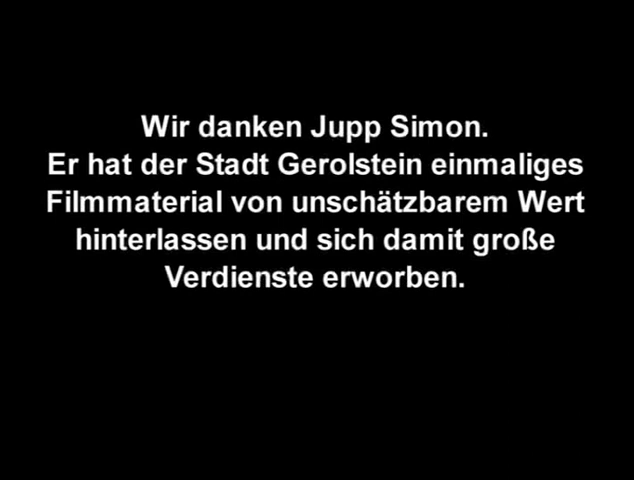 Wir danken Jupp Simon.
Er hat der Stadt Gerolstein einmaliges
Filmmaterial von unschätzbarem Wert
hinterlassen und sich damit große
Verdienste erworben.